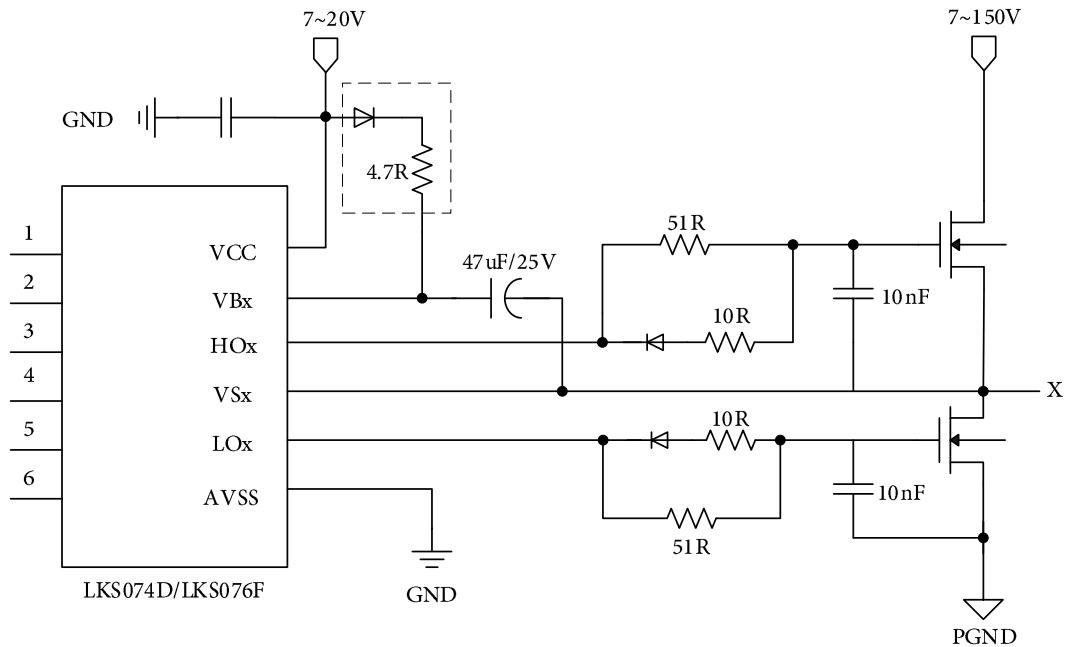 7~20V
7~150V
GND
4.7R
1
2
3
4
5
6
VCC
VBx
HOx
VSx
LOx
AVSS
47uF/25V
51R
10R
10nF
X
10R
10nF
51R
LKS074D/LKS076F
GND
PGND